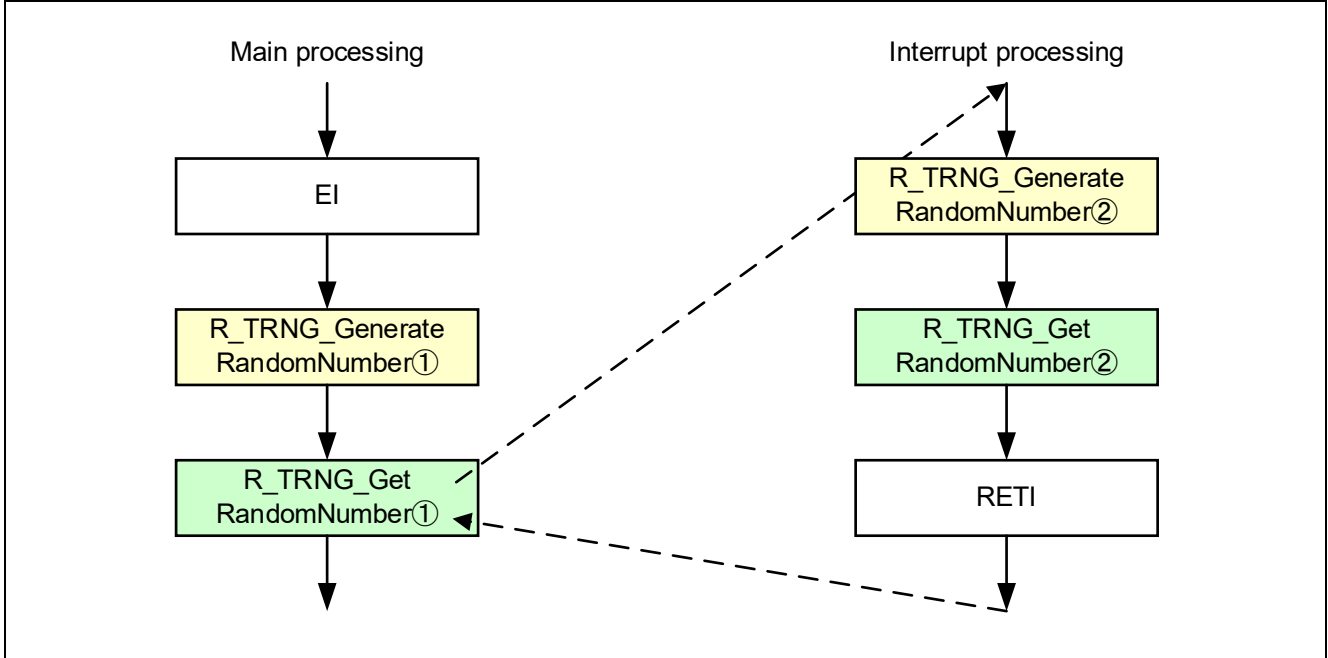 Main processing
EI
R_TRNG_Generate
RandomNumber①
R_TRNG_Get
RandomNumber①
Interrupt processing
R_TRNG_Generate
RandomNumber②
R_TRNG_Get
RandomNumber②
RETI